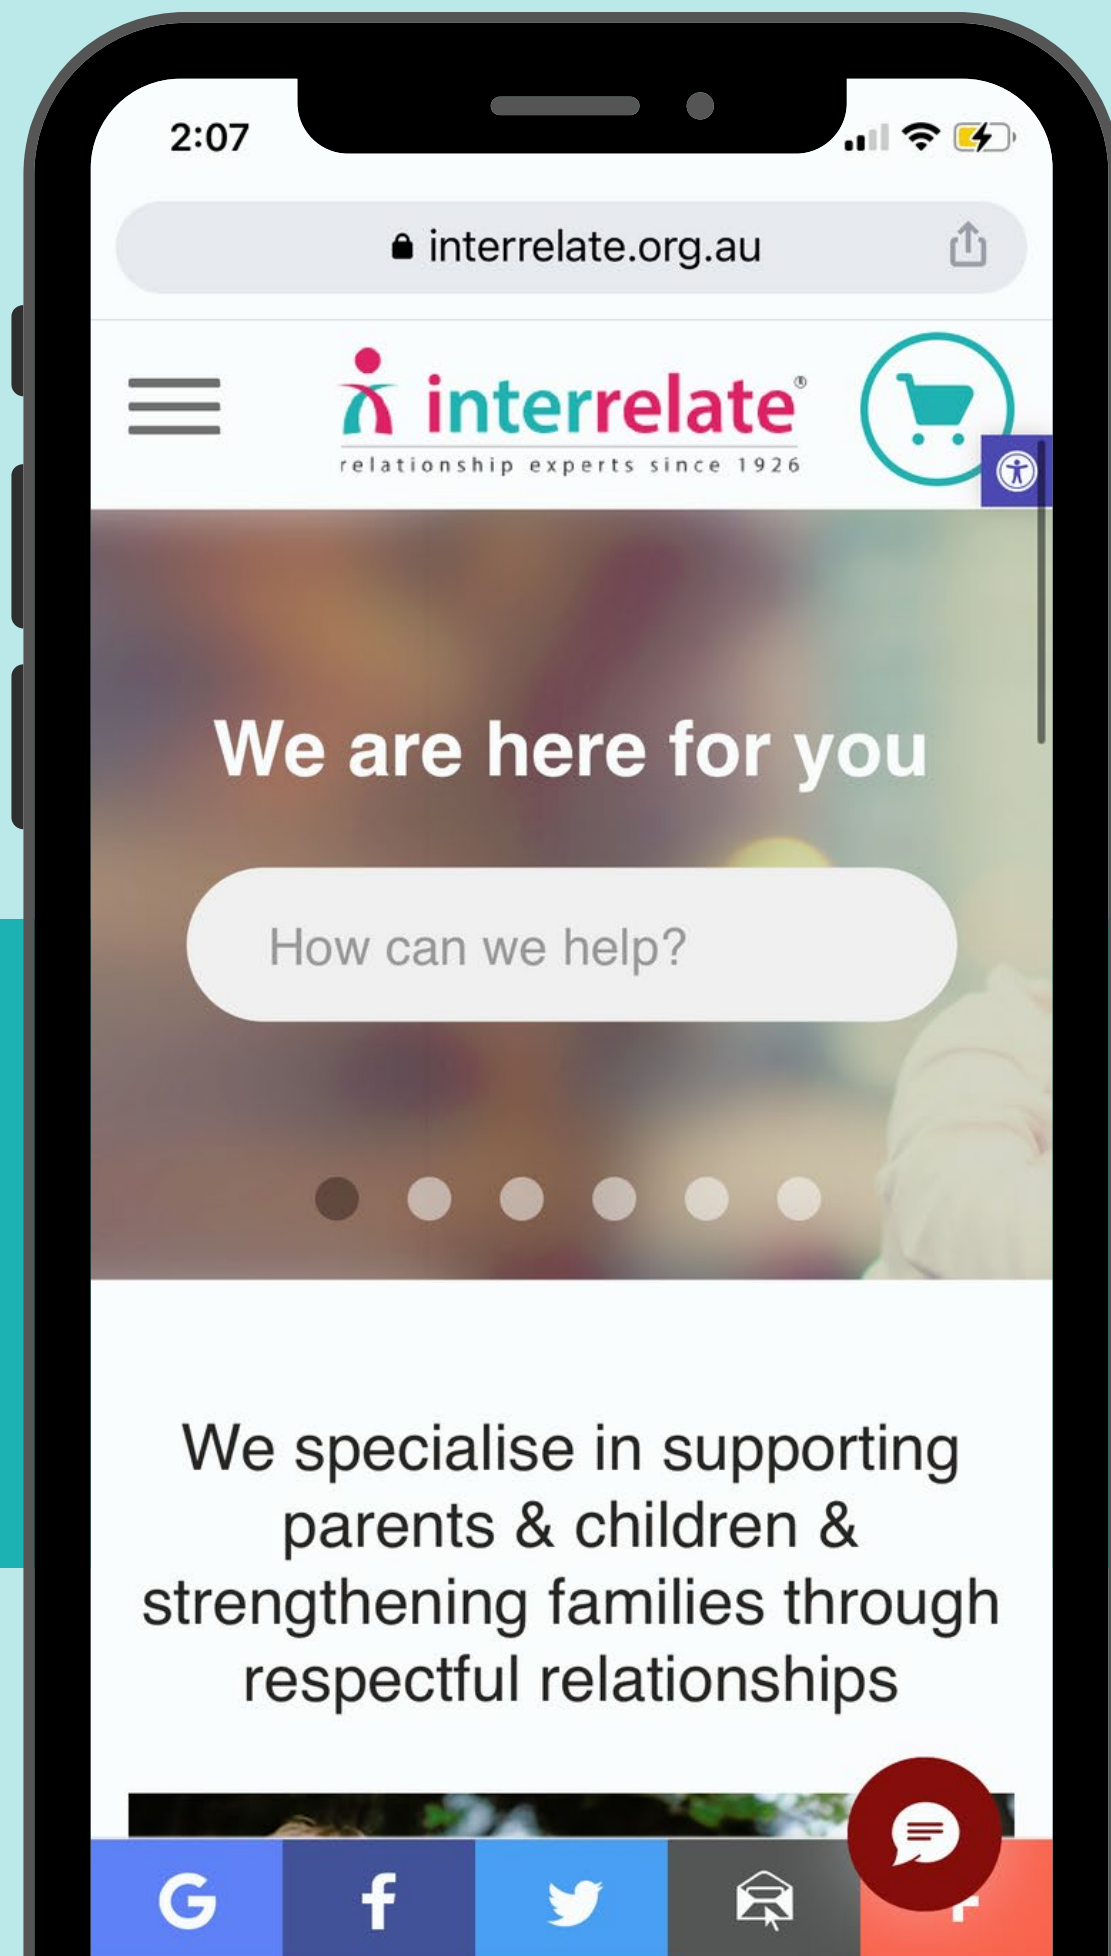 2:07
interrelate.org.au
interrelate®
relationship experts since 1926
We are here for you
How can we help?
We specialise in supporting
parents & children &
strengthening families through
respectful relationships
G f